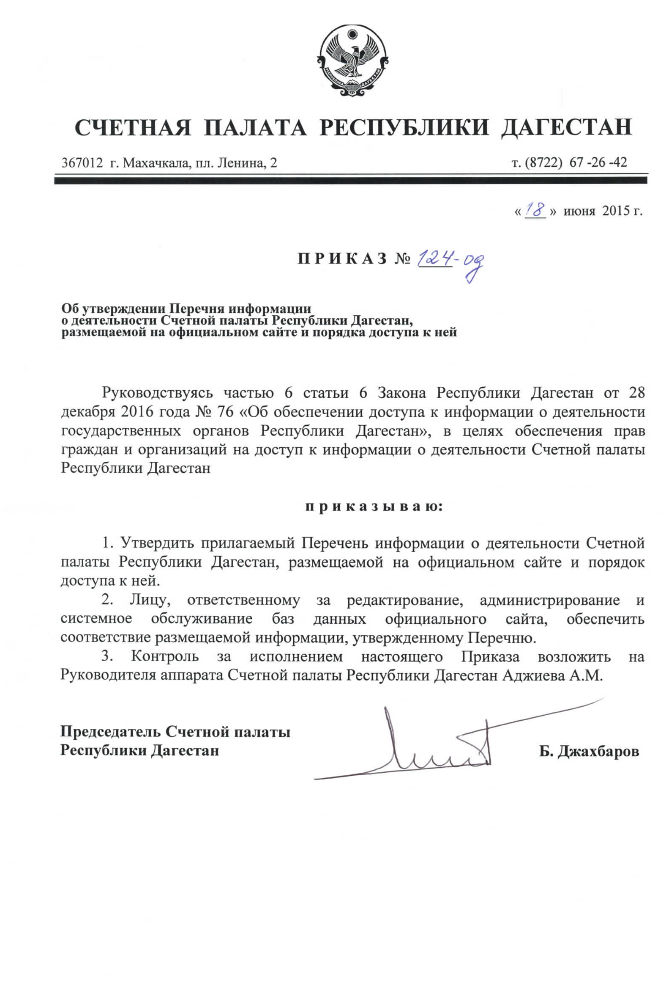 РЕСПУБЛИКА ДАГЕСТАН
СЧЕТНАЯ ПАЛАТА РЕСПУБЛИКИ ДАГЕСТАН
367012 г. Махачкала, пл. Ленина, 2 т. (8722) 67 -26 -42
« 18 » июня 2015 г.
П Р И К А З № 124-од
Об утверждении Перечня информации
о деятельности Счетной палаты Республики Дагестан,
размещаемой на официальном сайте и порядка доступа к ней
Руководствуясь частью 6 статьи 6 Закона Республики Дагестан от 28
декабря 2016 года № 76 «Об обеспечении доступа к информации о деятельности
государственных органов Республики Дагестан», в целях обеспечения прав
граждан и организаций на доступ к информации о деятельности Счетной палаты
Республики Дагестан
п р и к а з ы в а ю:
1. Утвердить прилагаемый Перечень информации о деятельности Счетной
палаты Республики Дагестан, размещаемой на официальном сайте и порядок
доступа к ней.
2. Лицу, ответственному за редактирование, администрирование и
системное обслуживание баз данных официального сайта, обеспечить
соответствие размещаемой информации, утвержденному Перечню.
3. Контроль за исполнением настоящего Приказа возложить на
Руководителя аппарата Счетной палаты Республики Дагестан Аджиева А.М.
Председатель Счетной палаты
Республики Дагестан Б. Джахбаров